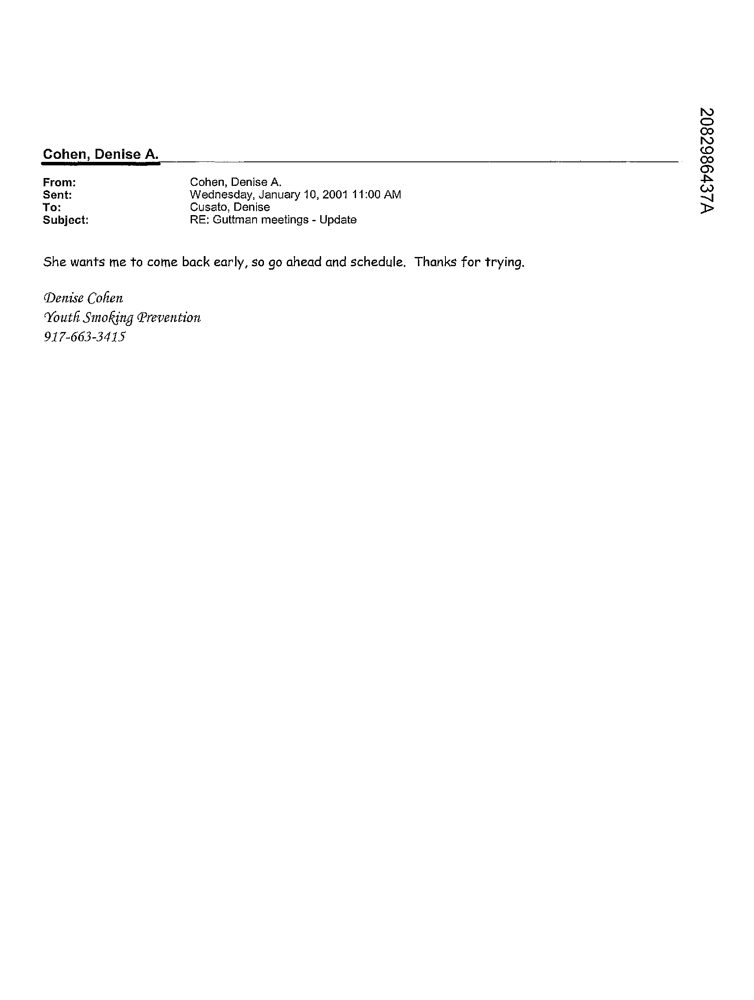 Cohen, Denise A.
From: Cohen, Denise A.
Sent: Wednesday, January 10, 2001 11:00 AM
To: Cusato, Denise
Subject: RE: Guttman meetings - Update
She wants me to come back early, so go ahead and schedule. Thanks for trying.
Denise Cohen
Youth Smoking Prevention
917-663-3415
2082986437A